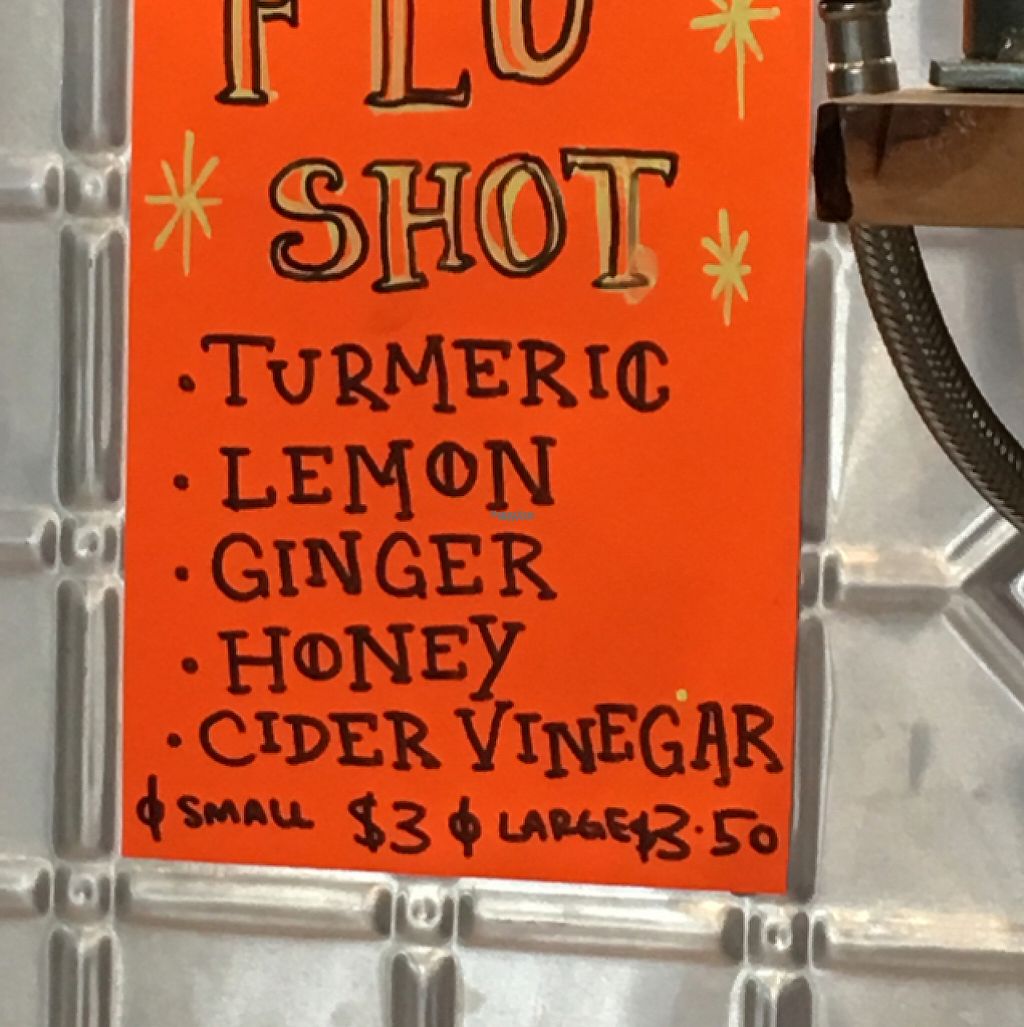 FLU
SHOT
• TURMERIC
• LEMON
• GINGER
• HONEY
• CIDER VINEGAR
SMALL $3 LARGE $3.50